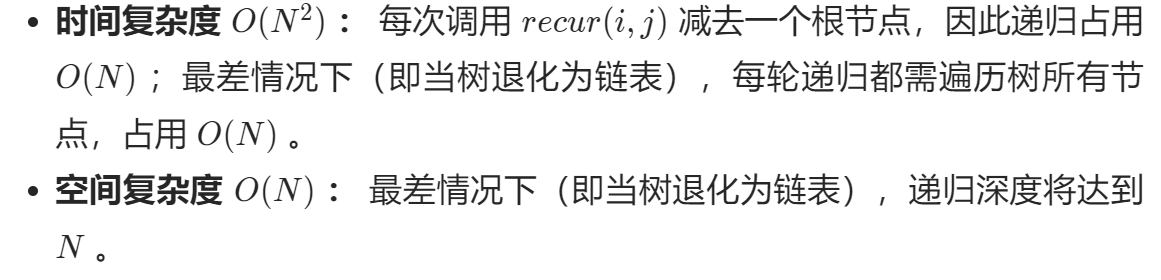 • 时间复杂度 O(N²)： 每次调用 recur(i, j) 减去一个根节点，因此递归占用
O(N) ；最差情况下（即当树退化为链表），每轮递归都需遍历树所有节
点，占用 O(N) 。
• 空间复杂度 O(N)： 最差情况下（即当树退化为链表），递归深度将达到
N 。